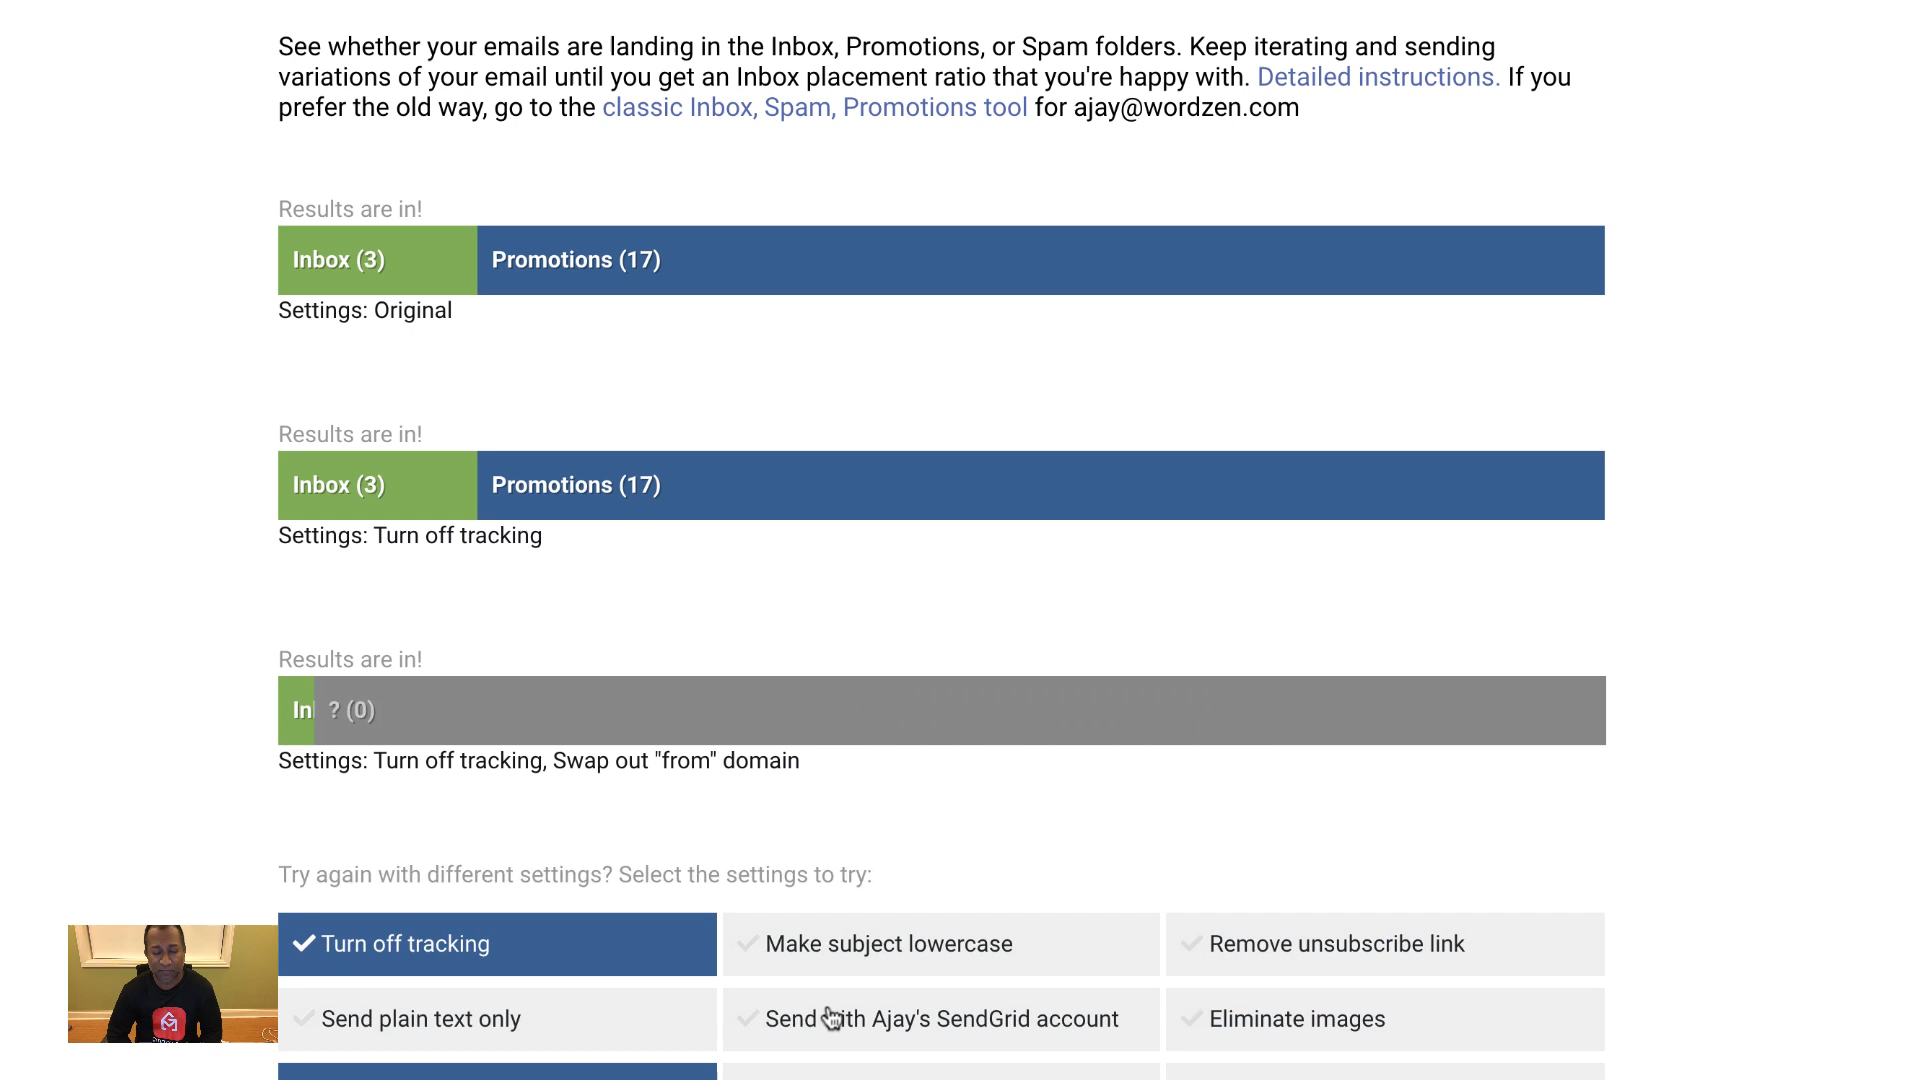 See whether your emails are landing in the Inbox, Promotions, or Spam folders. Keep iterating and sending
variations of your email until you get an Inbox placement ratio that you're happy with. Detailed instructions. If you
prefer the old way, go to the classic Inbox, Spam, Promotions tool for ajay@wordzen.com
Results are in!
Inbox (3) Promotions (17)
Settings: Original
Results are in!
Inbox (3) Promotions (17)
Settings: Turn off tracking
Results are in!
In ? (0)
Settings: Turn off tracking, Swap out "from" domain
Try again with different settings? Select the settings to try:
Turn off tracking Make subject lowercase Remove unsubscribe link
Send plain text only Send with Ajay's SendGrid account Eliminate images